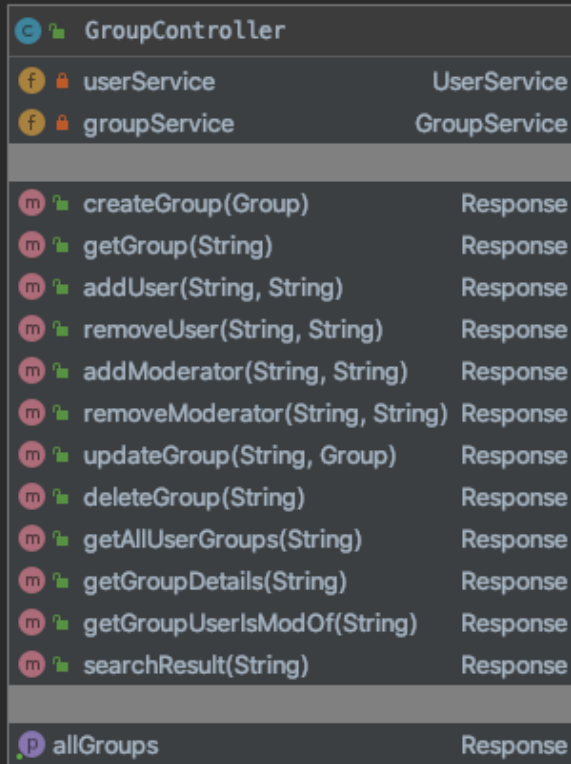 C GroupController
f userService UserService
f groupService GroupService
m createGroup(Group) Response
m getGroup(String) Response
m addUser(String, String) Response
m removeUser(String, String) Response
m addModerator(String, String) Response
m removeModerator(String, String) Response
m updateGroup(String, Group) Response
m deleteGroup(String) Response
m getAllUserGroups(String) Response
m getGroupDetails(String) Response
m getGroupUserIsModOf(String) Response
m searchResult(String) Response
p allGroups Response